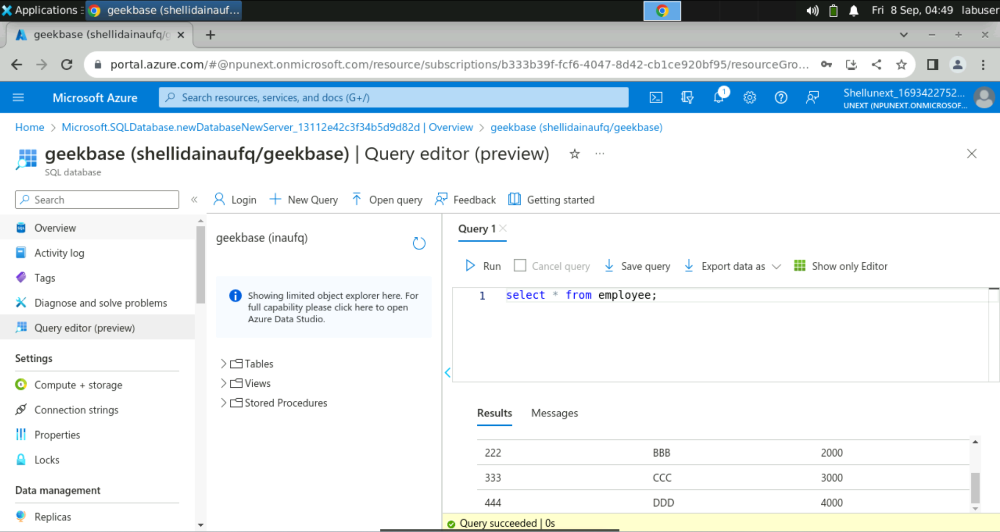 Applications
geekbase (shellidainauf...
Fri 8 Sep, 04:49 labuser
geekbase (shellidainaufq/g
portal.azure.com/#@npunext.onmicrosoft.com/resource/subscriptions/b333b39f-fcf6-4047-8d42-cb1ce920bf95/resourceGro...
Microsoft Azure
Search resources, services, and docs (G+/)
1
Shellunext_1693422752...
UNEXT (NPUNEXT.ONMICROSOF...
Home > Microsoft.SQLDatabase.newDatabaseNewServer_13112e42c3f34b5d9d82d | Overview > geekbase (shellidainaufq/geekbase)
geekbase (shellidainaufq/geekbase) | Query editor (preview)
SQL database
Search
Login
New Query
Open query
Feedback
Getting started
Overview
Activity log
Tags
Diagnose and solve problems
Query editor (preview)
Settings
Compute + storage
Connection strings
Properties
Locks
Data management
Replicas
geekbase (inaufq)
Showing limited object explorer here. For
full capability please click here to open
Azure Data Studio.
Tables
Views
Stored Procedures
Query 1
Run
Cancel query
Save query
Export data as
Show only Editor
1 select * from employee;
Results
Messages
222 BBB 2000
333 CCC 3000
444 DDD 4000
Query succeeded | 0s